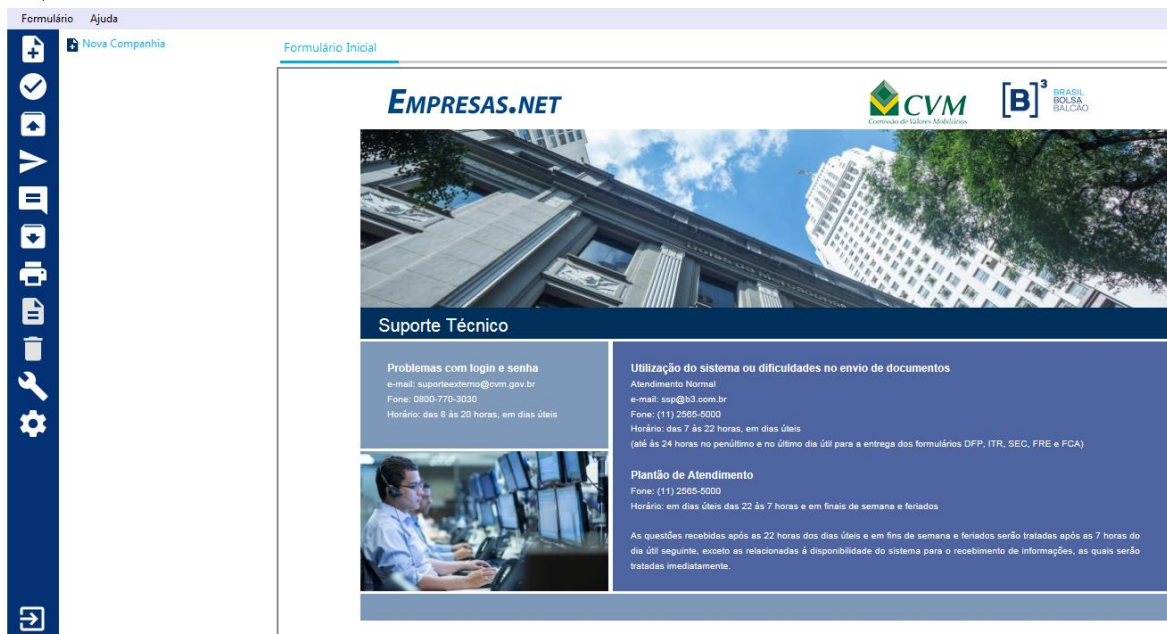 Formulário Ajuda
Nova Companhia
Formulário Inicial
EMPRESAS.NET
CVM
Comissão de Valores Mobiliários
[B]³ BRASIL
BOLSA
BALCÃO
Suporte Técnico
Problemas com login e senha
e-mail: suporteexterno@cvm.gov.br
Fone: 0800-770-3030
Horário: das 8 às 20 horas, em dias úteis
Utilização do sistema ou dificuldades no envio de documentos
Atendimento Normal
e-mail: ssp@b3.com.br
Fone: (11) 2565-5000
Horário: das 7 às 22 horas, em dias úteis
(até às 24 horas no penúltimo e no último dia útil para a entrega dos formulários DFP, ITR, SEC, FRE e FCA)
Plantão de Atendimento
Fone: (11) 2565-5000
Horário: em dias úteis das 22 às 7 horas e em finais de semana e feriados
As questões recebidas após as 22 horas dos dias úteis e em fins de semana e feriados serão tratadas após as 7 horas do
dia útil seguinte, exceto as relacionadas á disponibilidade do sistema para o recebimento de informações, as quais serão
tratadas imediatamente.